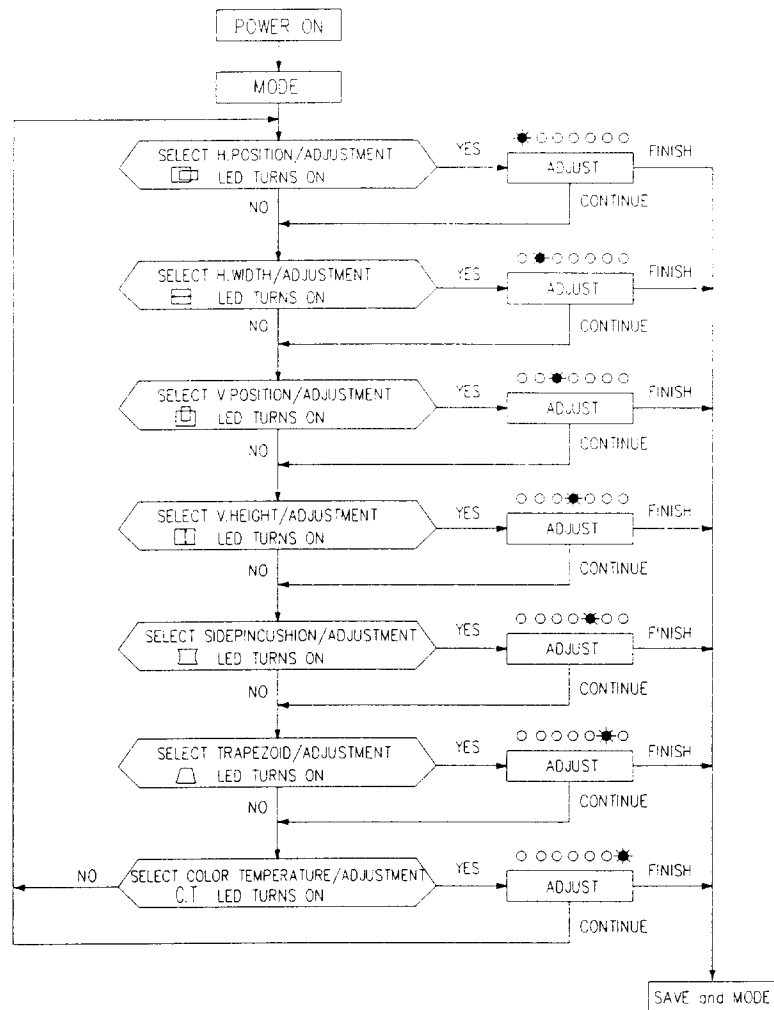 POWER ON
MODE
SELECT H.POSITION/ADJUSTMENT
LED TURNS ON
YES
ADJUST
FINISH
CONTINUE
NO
SELECT H.WIDTH/ADJUSTMENT
LED TURNS ON
YES
ADJUST
FINISH
CONTINUE
NO
SELECT V.POSITION/ADJUSTMENT
LED TURNS ON
YES
ADJUST
FINISH
CONTINUE
NO
SELECT V.HEIGHT/ADJUSTMENT
LED TURNS ON
YES
ADJUST
FINISH
CONTINUE
NO
SELECT SIDEPINCUSHION/ADJUSTMENT
LED TURNS ON
YES
ADJUST
FINISH
CONTINUE
NO
SELECT TRAPEZOID/ADJUSTMENT
LED TURNS ON
YES
ADJUST
FINISH
CONTINUE
NO
NO
SELECT COLOR TEMPERATURE/ADJUSTMENT
C.T LED TURNS ON
YES
ADJUST
FINISH
CONTINUE
SAVE and MODE